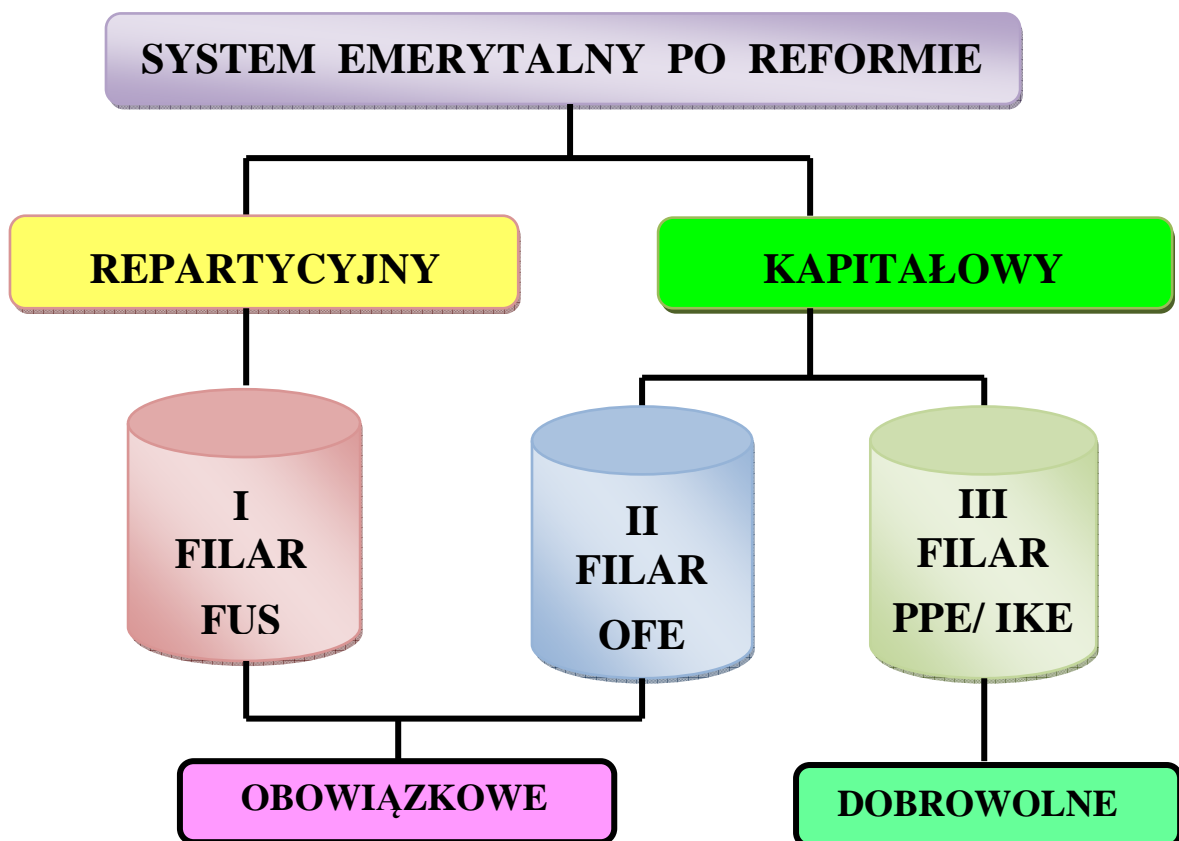 SYSTEM EMERYTALNY PO REFORMIE
REPARTYCYJNY
KAPITAŁOWY
I
FILAR
FUS
II
FILAR
OFE
III
FILAR
PPE/ IKE
OBOWIĄZKOWE
DOBROWOLNE